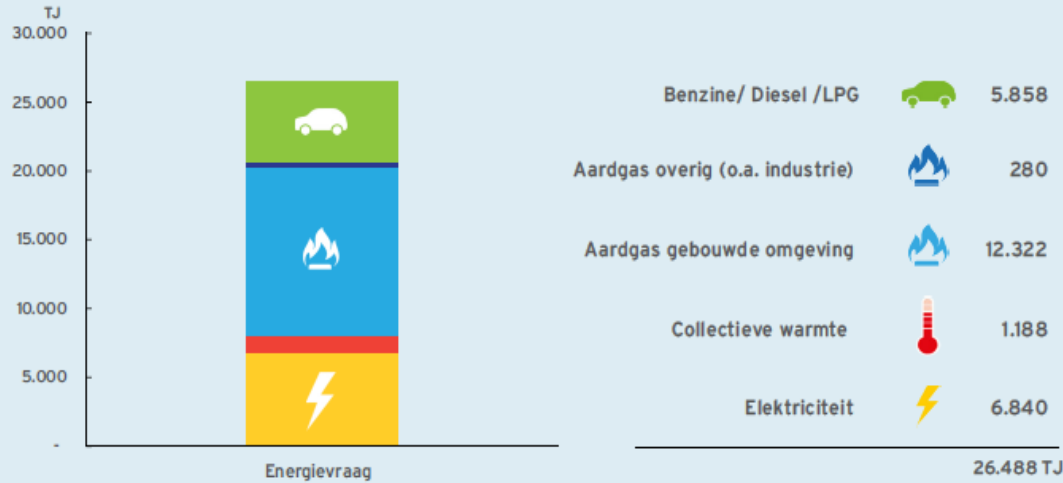 TJ
30.000
25.000
20.000
15.000
10.000
5.000
-
Energievraag
Benzine/ Diesel /LPG 5.858
Aardgas overig (o.a. industrie) 280
Aardgas gebouwde omgeving 12.322
Collectieve warmte 1.188
Elektriciteit 6.840
26.488 TJ